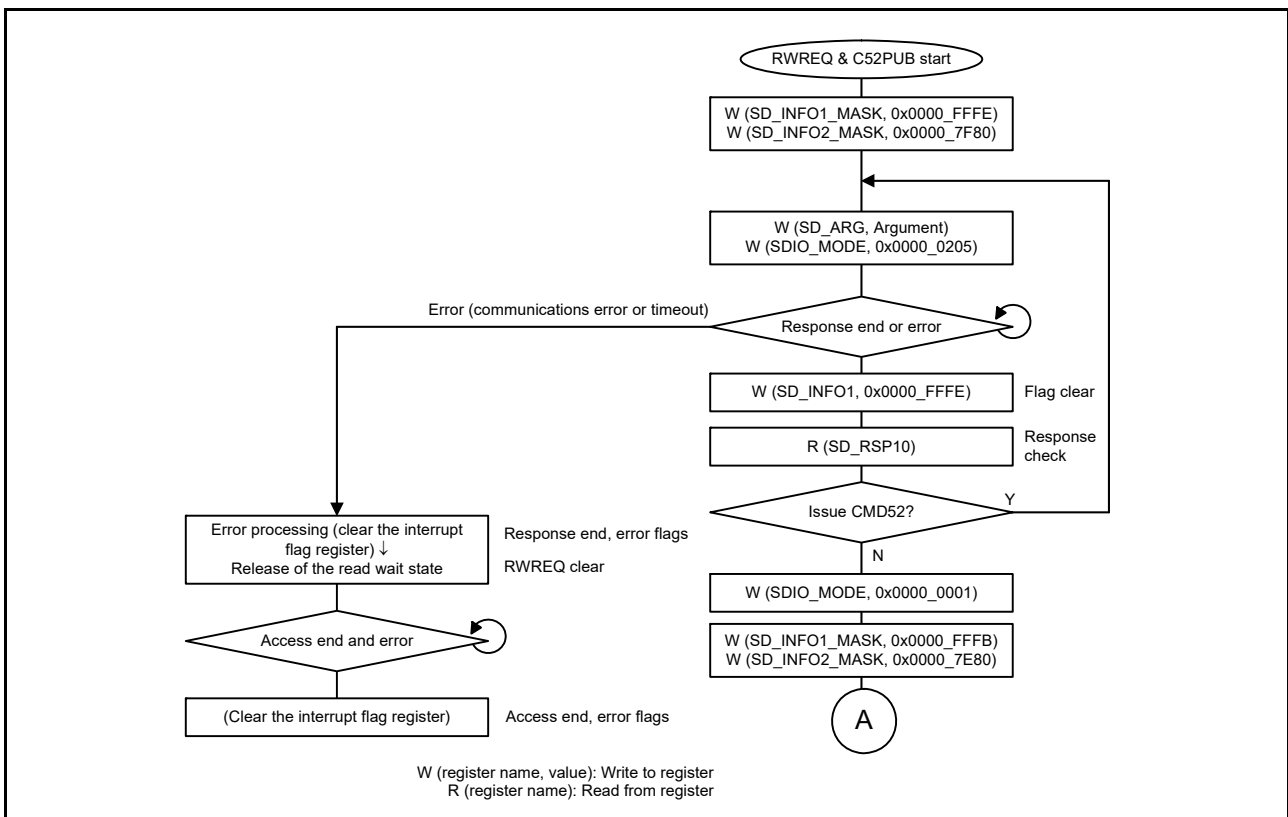 RWREQ & C52PUB start
W (SD_INFO1_MASK, 0x0000_FFFE)
W (SD_INFO2_MASK, 0x0000_7F80)
W (SD_ARG, Argument)
W (SDIO_MODE, 0x0000_0205)
Error (communications error or timeout)
Response end or error
W (SD_INFO1, 0x0000_FFFE)
Flag clear
R (SD_RSP10)
Response
check
Issue CMD52?
Y
N
Error processing (clear the interrupt
flag register) ↓
Release of the read wait state
Response end, error flags
RWREQ clear
W (SDIO_MODE, 0x0000_0001)
Access end and error
W (SD_INFO1_MASK, 0x0000_FFFB)
W (SD_INFO2_MASK, 0x0000_7E80)
(Clear the interrupt flag register)
Access end, error flags
A
W (register name, value): Write to register
R (register name): Read from register